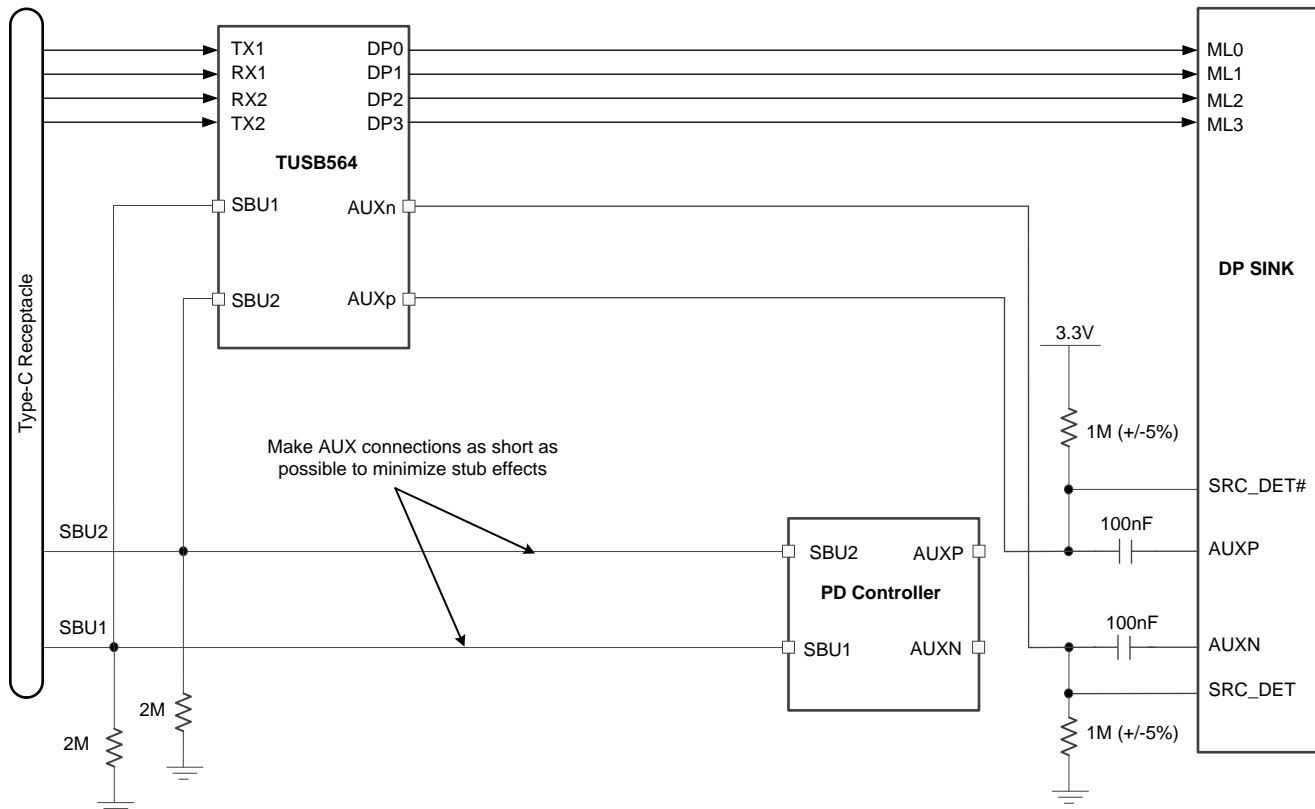 Type-C Receptacle
TX1
RX1
RX2
TX2
DP0
DP1
DP2
DP3
TUSB564
SBU1
AUXn
SBU2
AUXp
ML0
ML1
ML2
ML3
DP SINK
3.3V
1M (+/-5%)
SRC_DET#
100nF
AUXP
100nF
AUXN
SRC_DET
1M (+/-5%)
Make AUX connections as short as
possible to minimize stub effects
SBU2
SBU1
SBU2
AUXP
PD Controller
SBU1
AUXN
2M
2M